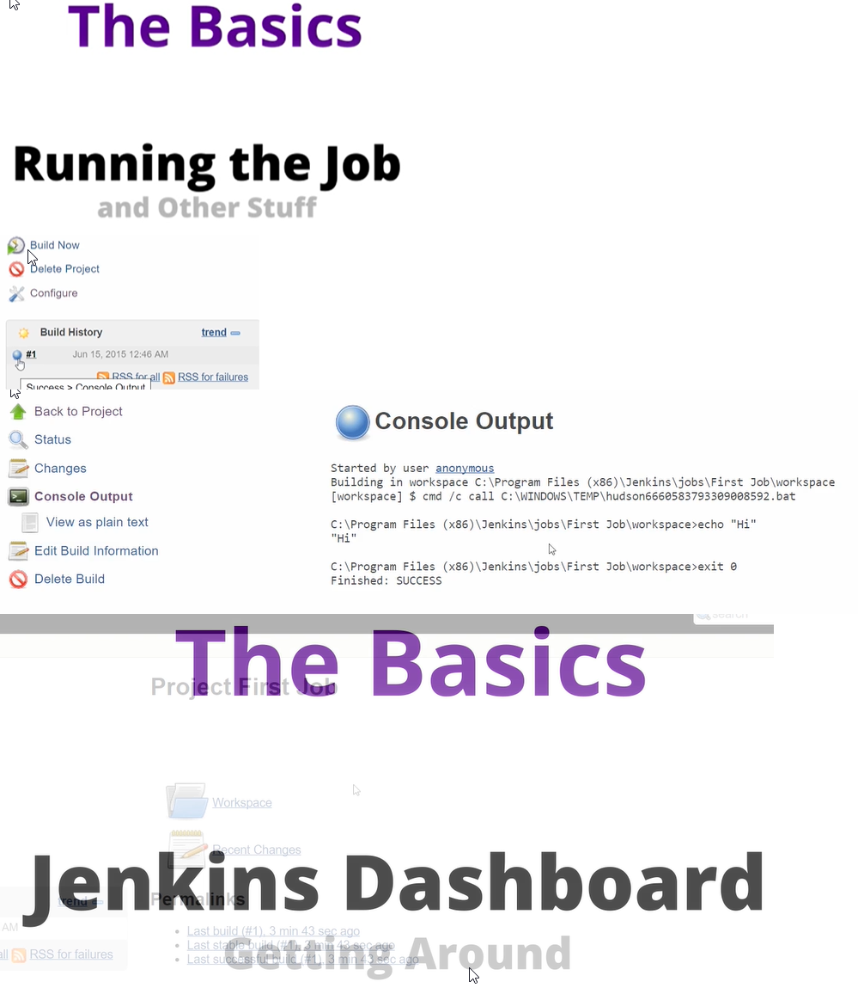 The Basics
Running the Job
and Other Stuff
Build Now
Delete Project
Configure
Build History trend
#1 Jun 15, 2015 12:46 AM
RSS for all RSS for failures
Success > Console Output
Back to Project
Status
Changes
Console Output
View as plain text
Edit Build Information
Delete Build
Console Output
Started by user anonymous
Building in workspace C:\Program Files (x86)\Jenkins\jobs\First Job\workspace
[workspace] $ cmd /c call C:\WINDOWS\TEMP\hudson6660583793309008592.bat
C:\Program Files (x86)\Jenkins\jobs\First Job\workspace>echo "Hi"
"Hi"
C:\Program Files (x86)\Jenkins\jobs\First Job\workspace>exit 0
Finished: SUCCESS
search
The Basics
Project First Job
Workspace
Recent Changes
Jenkins Dashboard
trend
Permalinks
AM
all RSS for failures
Last build (#1), 3 min 43 sec ago
Last stable build (#1), 3 min 43 sec ago
Last successful build (#1), 3 min 43 sec ago
Getting Around